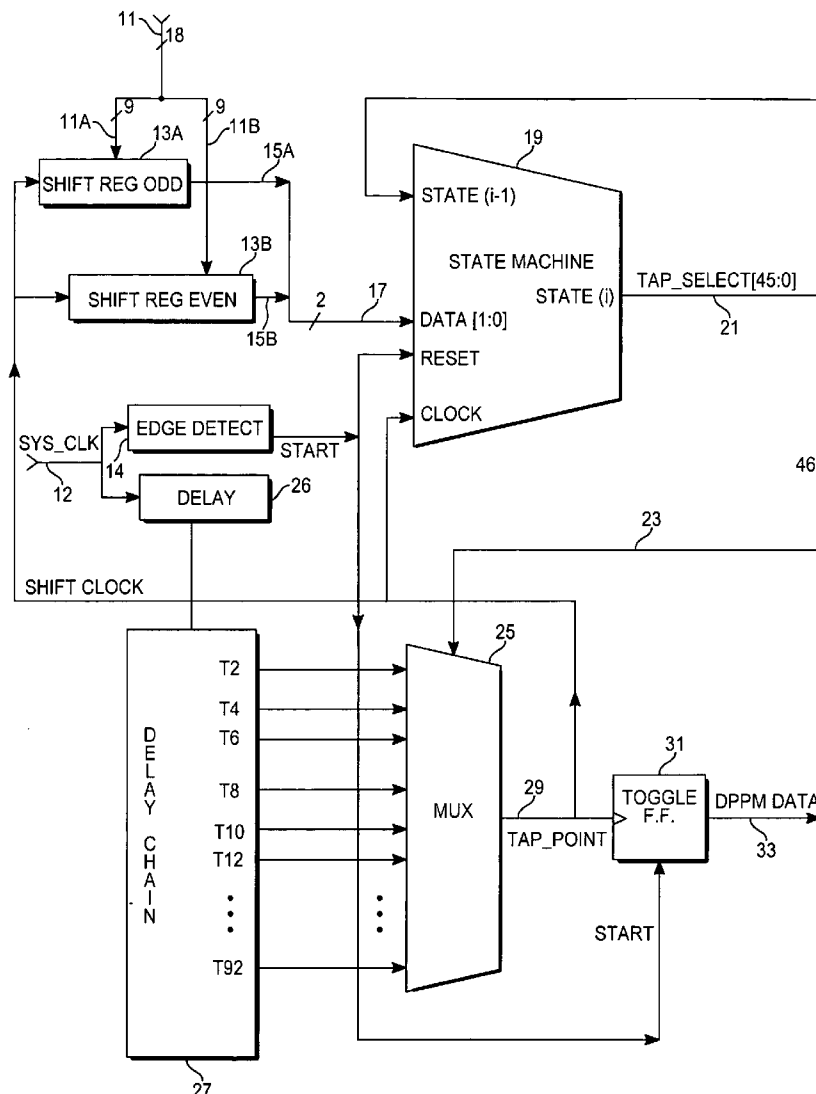 11
18
9
9
11A
11B
13A
15A
SHIFT REG ODD
13B
SHIFT REG EVEN
15B
2
17
19
STATE (i-1)
STATE MACHINE
STATE (i)
DATA [1:0]
RESET
CLOCK
TAP_SELECT[45:0]
21
SYS_CLK
12
14
EDGE DETECT
START
DELAY
26
46
23
SHIFT CLOCK
25
DELAY CHAIN
T2
T4
T6
T8
T10
T12
T92
MUX
29
TAP_POINT
31
TOGGLE
F.F.
DPPM DATA
33
START
27